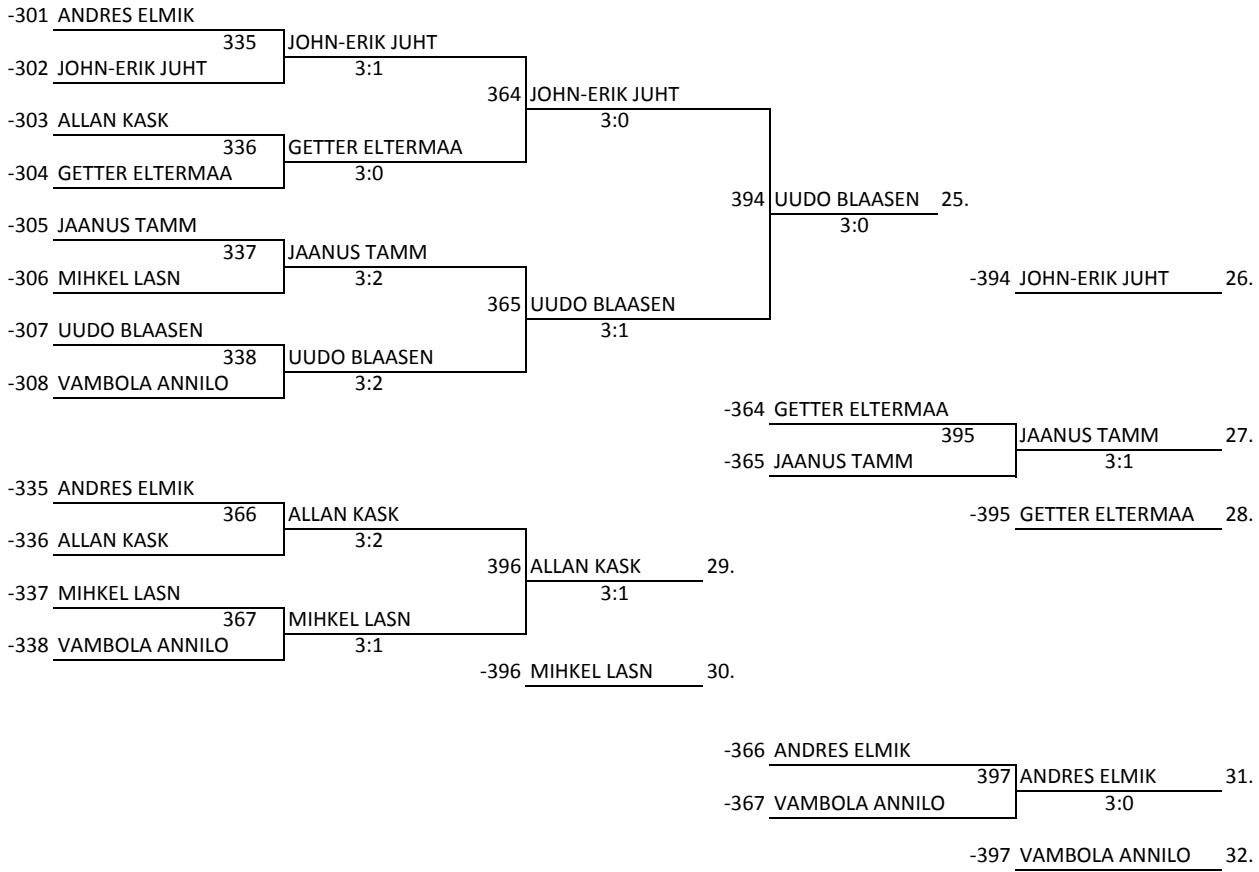 -301 ANDRES ELMIK
335 JOHN-ERIK JUHT
-302 JOHN-ERIK JUHT 3:1
364 JOHN-ERIK JUHT
-303 ALLAN KASK 3:0
336 GETTER ELTERMAA
-304 GETTER ELTERMAA 3:0
394 UUDO BLAASEN 25.
-305 JAANUS TAMM 3:0
337 JAANUS TAMM
-306 MIHKEL LASN 3:2 -394 JOHN-ERIK JUHT 26.
365 UUDO BLAASEN
-307 UUDO BLAASEN 3:1
338 UUDO BLAASEN
-308 VAMBOLA ANNILO 3:2
-364 GETTER ELTERMAA
395 JAANUS TAMM 27.
-365 JAANUS TAMM 3:1
-335 ANDRES ELMIK
366 ALLAN KASK -395 GETTER ELTERMAA 28.
-336 ALLAN KASK 3:2
396 ALLAN KASK 29.
-337 MIHKEL LASN 3:1
367 MIHKEL LASN
-338 VAMBOLA ANNILO 3:1
-396 MIHKEL LASN 30.
-366 ANDRES ELMIK
397 ANDRES ELMIK 31.
-367 VAMBOLA ANNILO 3:0
-397 VAMBOLA ANNILO 32.